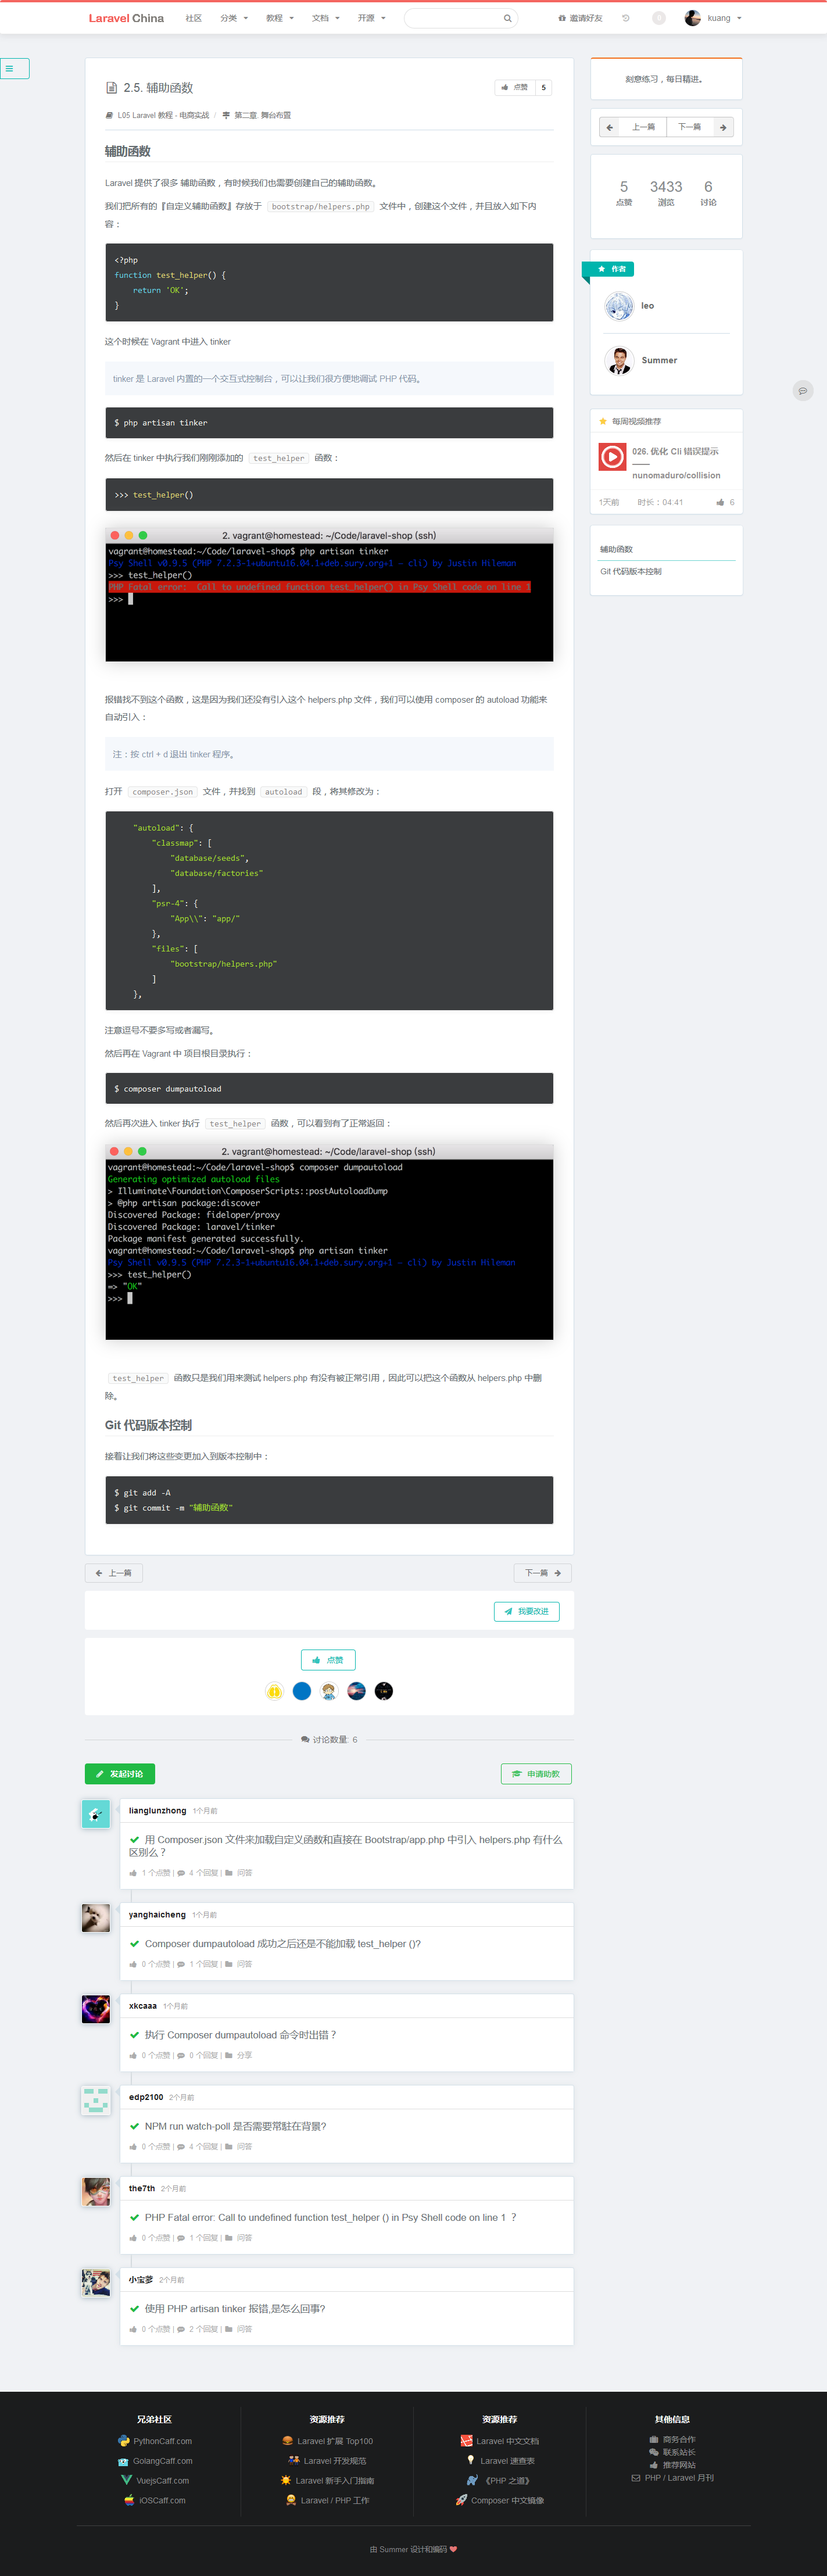 Laravel China 社区 分类 教程 文档 开源 邀请好友 0 kuang
2.5. 辅助函数
点赞 5
L05 Laravel 教程 - 电商实战 / 第二章. 舞台布置
辅助函数
Laravel 提供了很多 辅助函数，有时候我们也需要创建自己的辅助函数。
我们把所有的『自定义辅助函数』存放于 bootstrap/helpers.php 文件中，创建这个文件，并且放入如下内
容：
<?php
function test_helper() {
    return 'OK';
}
这个时候在 Vagrant 中进入 tinker
tinker 是 Laravel 内置的一个交互式控制台，可以让我们很方便地调试 PHP 代码。
$ php artisan tinker
然后在 tinker 中执行我们刚刚添加的 test_helper 函数：
>>> test_helper()
2. vagrant@homestead: ~/Code/laravel-shop (ssh)
vagrant@homestead:~/Code/laravel-shop$ php artisan tinker
Psy Shell v0.9.5 (PHP 7.2.3-1+ubuntu16.04.1+deb.sury.org+1 — cli) by Justin Hileman
>>> test_helper()
PHP Fatal error:  Call to undefined function test_helper() in Psy Shell code on line 1
>>>
报错找不到这个函数，这是因为我们还没有引入这个 helpers.php 文件，我们可以使用 composer 的 autoload 功能来
自动引入：
注：按 ctrl + d 退出 tinker 程序。
打开 composer.json 文件，并找到 autoload 段，将其修改为：
    "autoload": {
        "classmap": [
            "database/seeds",
            "database/factories"
        ],
        "psr-4": {
            "App\\": "app/"
        },
        "files": [
            "bootstrap/helpers.php"
        ]
    },
注意逗号不要多写或者漏写。
然后再在 Vagrant 中 项目根目录执行：
$ composer dumpautoload
然后再次进入 tinker 执行 test_helper 函数，可以看到有了正常返回：
2. vagrant@homestead: ~/Code/laravel-shop (ssh)
vagrant@homestead:~/Code/laravel-shop$ composer dumpautoload
Generating optimized autoload files
> Illuminate\Foundation\ComposerScripts::postAutoloadDump
> @php artisan package:discover
Discovered Package: fideloper/proxy
Discovered Package: laravel/tinker
Package manifest generated successfully.
vagrant@homestead:~/Code/laravel-shop$ php artisan tinker
Psy Shell v0.9.5 (PHP 7.2.3-1+ubuntu16.04.1+deb.sury.org+1 — cli) by Justin Hileman
>>> test_helper()
=> "OK"
>>>
test_helper 函数只是我们用来测试 helpers.php 有没有被正常引用，因此可以把这个函数从 helpers.php 中删
除。
Git 代码版本控制
接着让我们将这些变更加入到版本控制中：
$ git add -A
$ git commit -m "辅助函数"
上一篇 下一篇
我要改进
点赞
讨论数量: 6
发起讨论 申请助教
lianglunzhong 1个月前
用 Composer.json 文件来加载自定义函数和直接在 Bootstrap/app.php 中引入 helpers.php 有什么
区别么？
1 个点赞 | 4 个回复 | 问答
yanghaicheng 1个月前
Composer dumpautoload 成功之后还是不能加载 test_helper ()?
0 个点赞 | 1 个回复 | 问答
xkcaaa 1个月前
执行 Composer dumpautoload 命令时出错？
0 个点赞 | 0 个回复 | 分享
edp2100 2个月前
NPM run watch-poll 是否需要常駐在背景?
0 个点赞 | 4 个回复 | 问答
the7th 2个月前
PHP Fatal error: Call to undefined function test_helper () in Psy Shell code on line 1 ？
0 个点赞 | 1 个回复 | 问答
小宝爹 2个月前
使用 PHP artisan tinker 报错,是怎么回事?
0 个点赞 | 2 个回复 | 问答
刻意练习，每日精进。
上一篇 下一篇
5 3433 6
点赞 浏览 讨论
作者
leo
Summer
每周视频推荐
026. 优化 Cli 错误提示
——
nunomaduro/collision
1天前 时长：04:41 6
辅助函数
Git 代码版本控制
兄弟社区 资源推荐 资源推荐 其他信息
PythonCaff.com Laravel 扩展 Top100 Laravel 中文文档 商务合作
联系站长
GolangCaff.com Laravel 开发规范 Laravel 速查表 推荐网站
VuejsCaff.com Laravel 新手入门指南 《PHP 之道》 PHP / Laravel 月刊
iOSCaff.com Laravel / PHP 工作 Composer 中文镜像
由 Summer 设计和编码